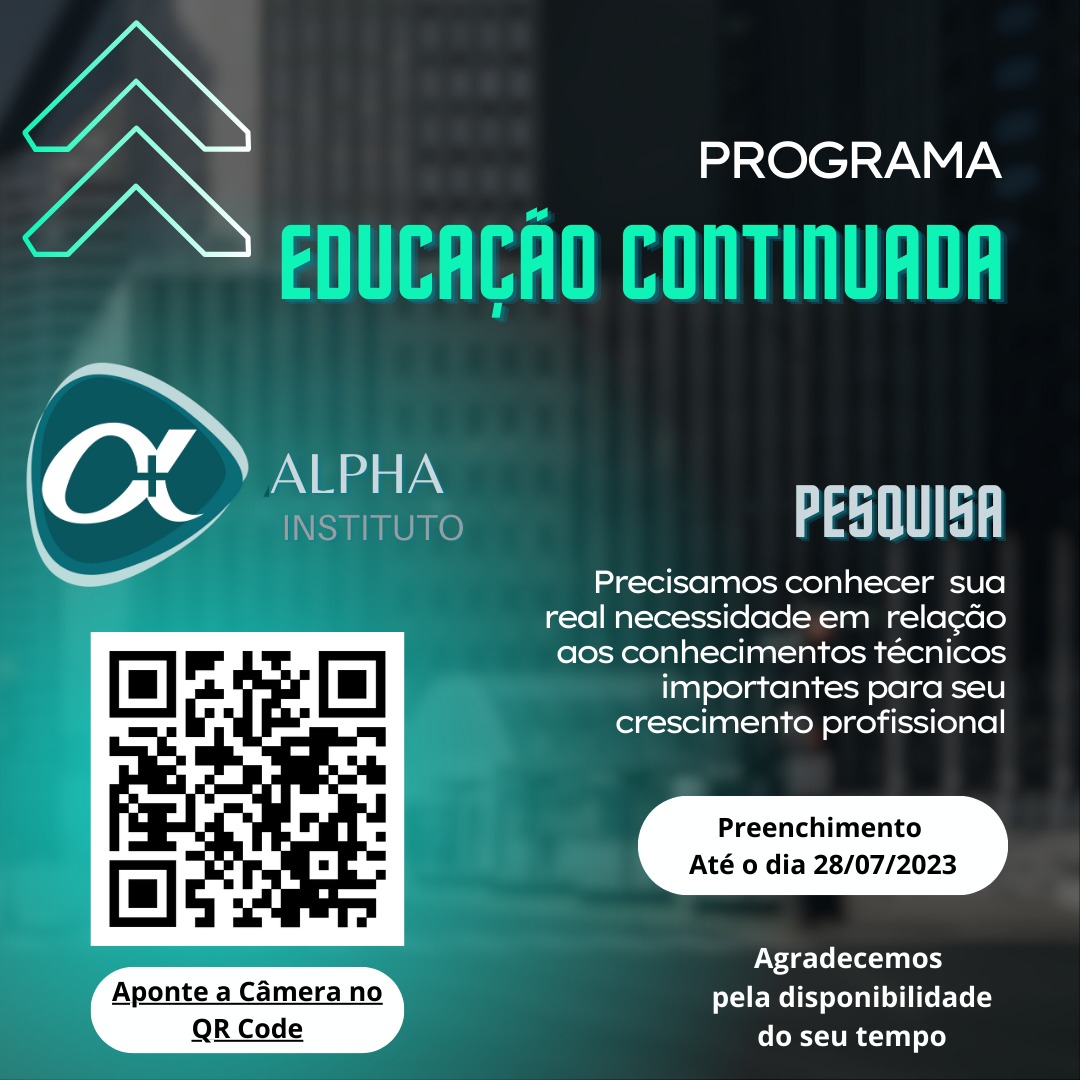 PROGRAMA
EDUCAÇÃO CONTINUADA
ALPHA
INSTITUTO
PESQUISA
Precisamos conhecer sua
real necessidade em relação
aos conhecimentos técnicos
importantes para seu
crescimento profissional
Preenchimento
Até o dia 28/07/2023
Aponte a Câmera no
QR Code
Agradecemos
pela disponibilidade
do seu tempo